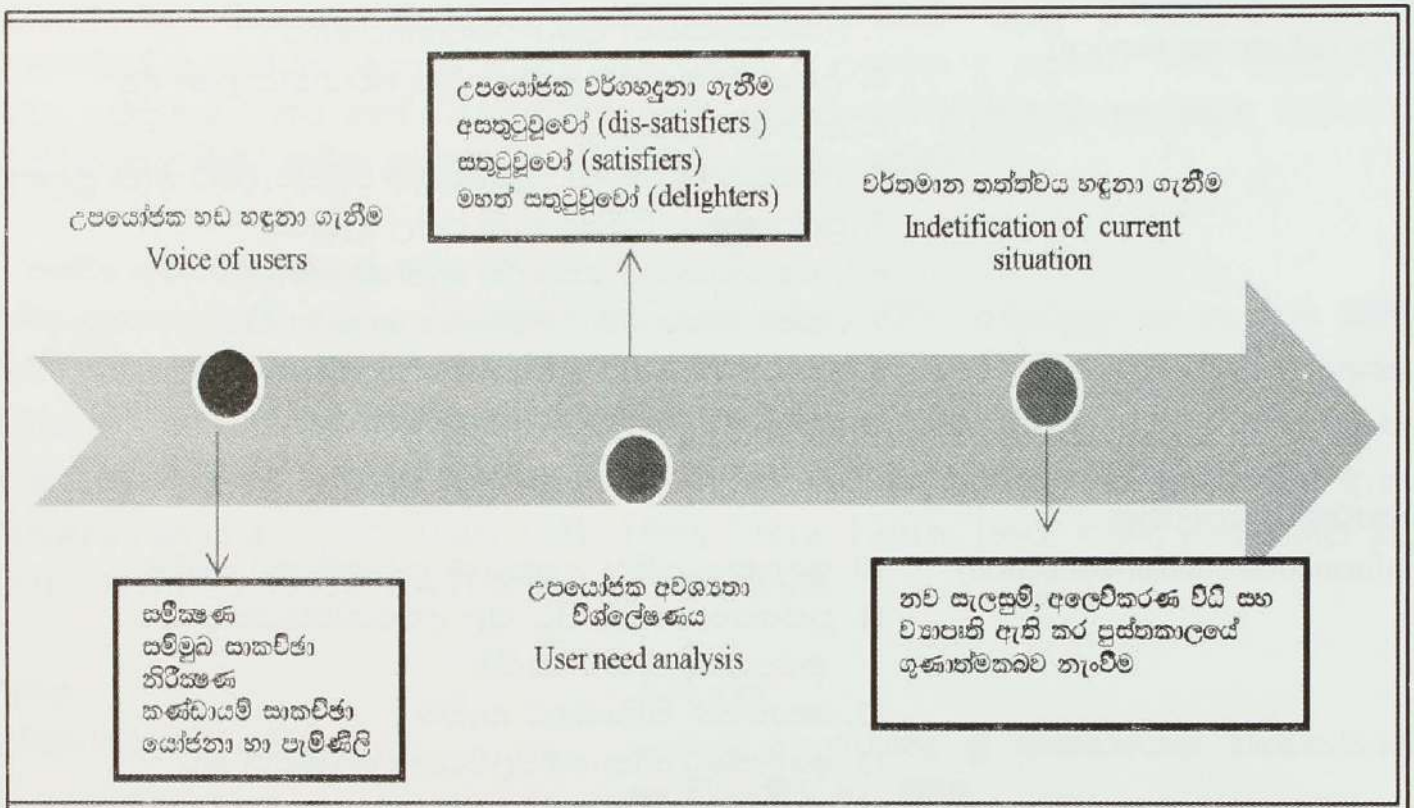 උපයෝජක හඬ හඳුනා ගැනීම
Voice of users
උපයෝජක වර්ගහදුනා ගැනීම
අසතුටුවූවෝ (dis-satisfiers )
සතුටුවූවෝ (satisfiers)
මහත් සතුටුවූවෝ (delighters)
වර්තමාන තත්ත්වය හඳුනා ගැනීම
Indetification of current
situation
සමීක්ෂණ
සම්මුඛ සාකච්ඡා
නිරීක්ෂණ
කණ්ඩායම් සාකච්ඡා
යෝජනා හා පැමිණිලි
උපයෝජක අවශ්‍යතා
විශ්ලේෂණය
User need analysis
නව සැලසුම්, අලෙවිකරණ විධි සහ
ව්‍යාපෘති ඇති කර පුස්තකාලයේ
ගුණාත්මකබව නැංවීම